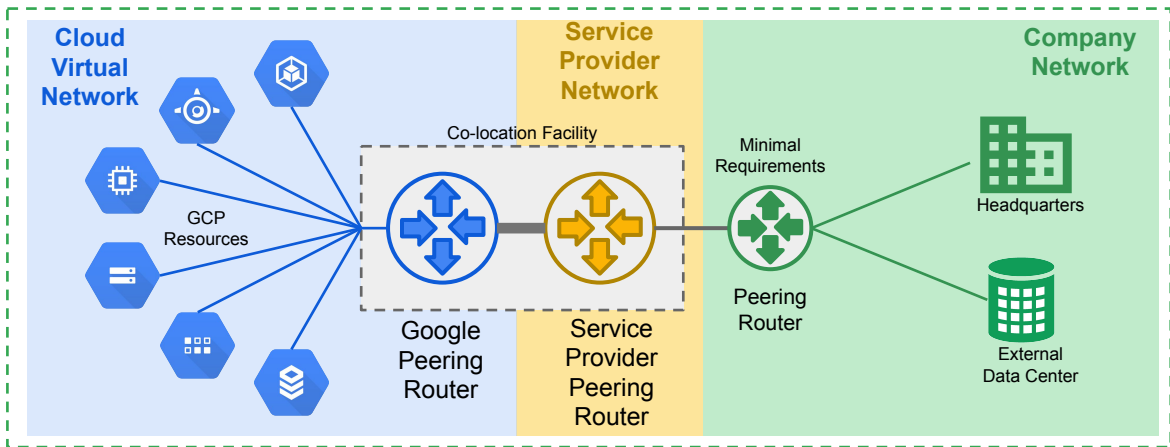 Cloud
Virtual
Network
Service
Provider
Network
Company
Network
Co-location Facility
Minimal
Requirements
GCP
Resources
Headquarters
Google
Peering
Router
Service
Provider
Peering
Router
Peering
Router
External
Data Center